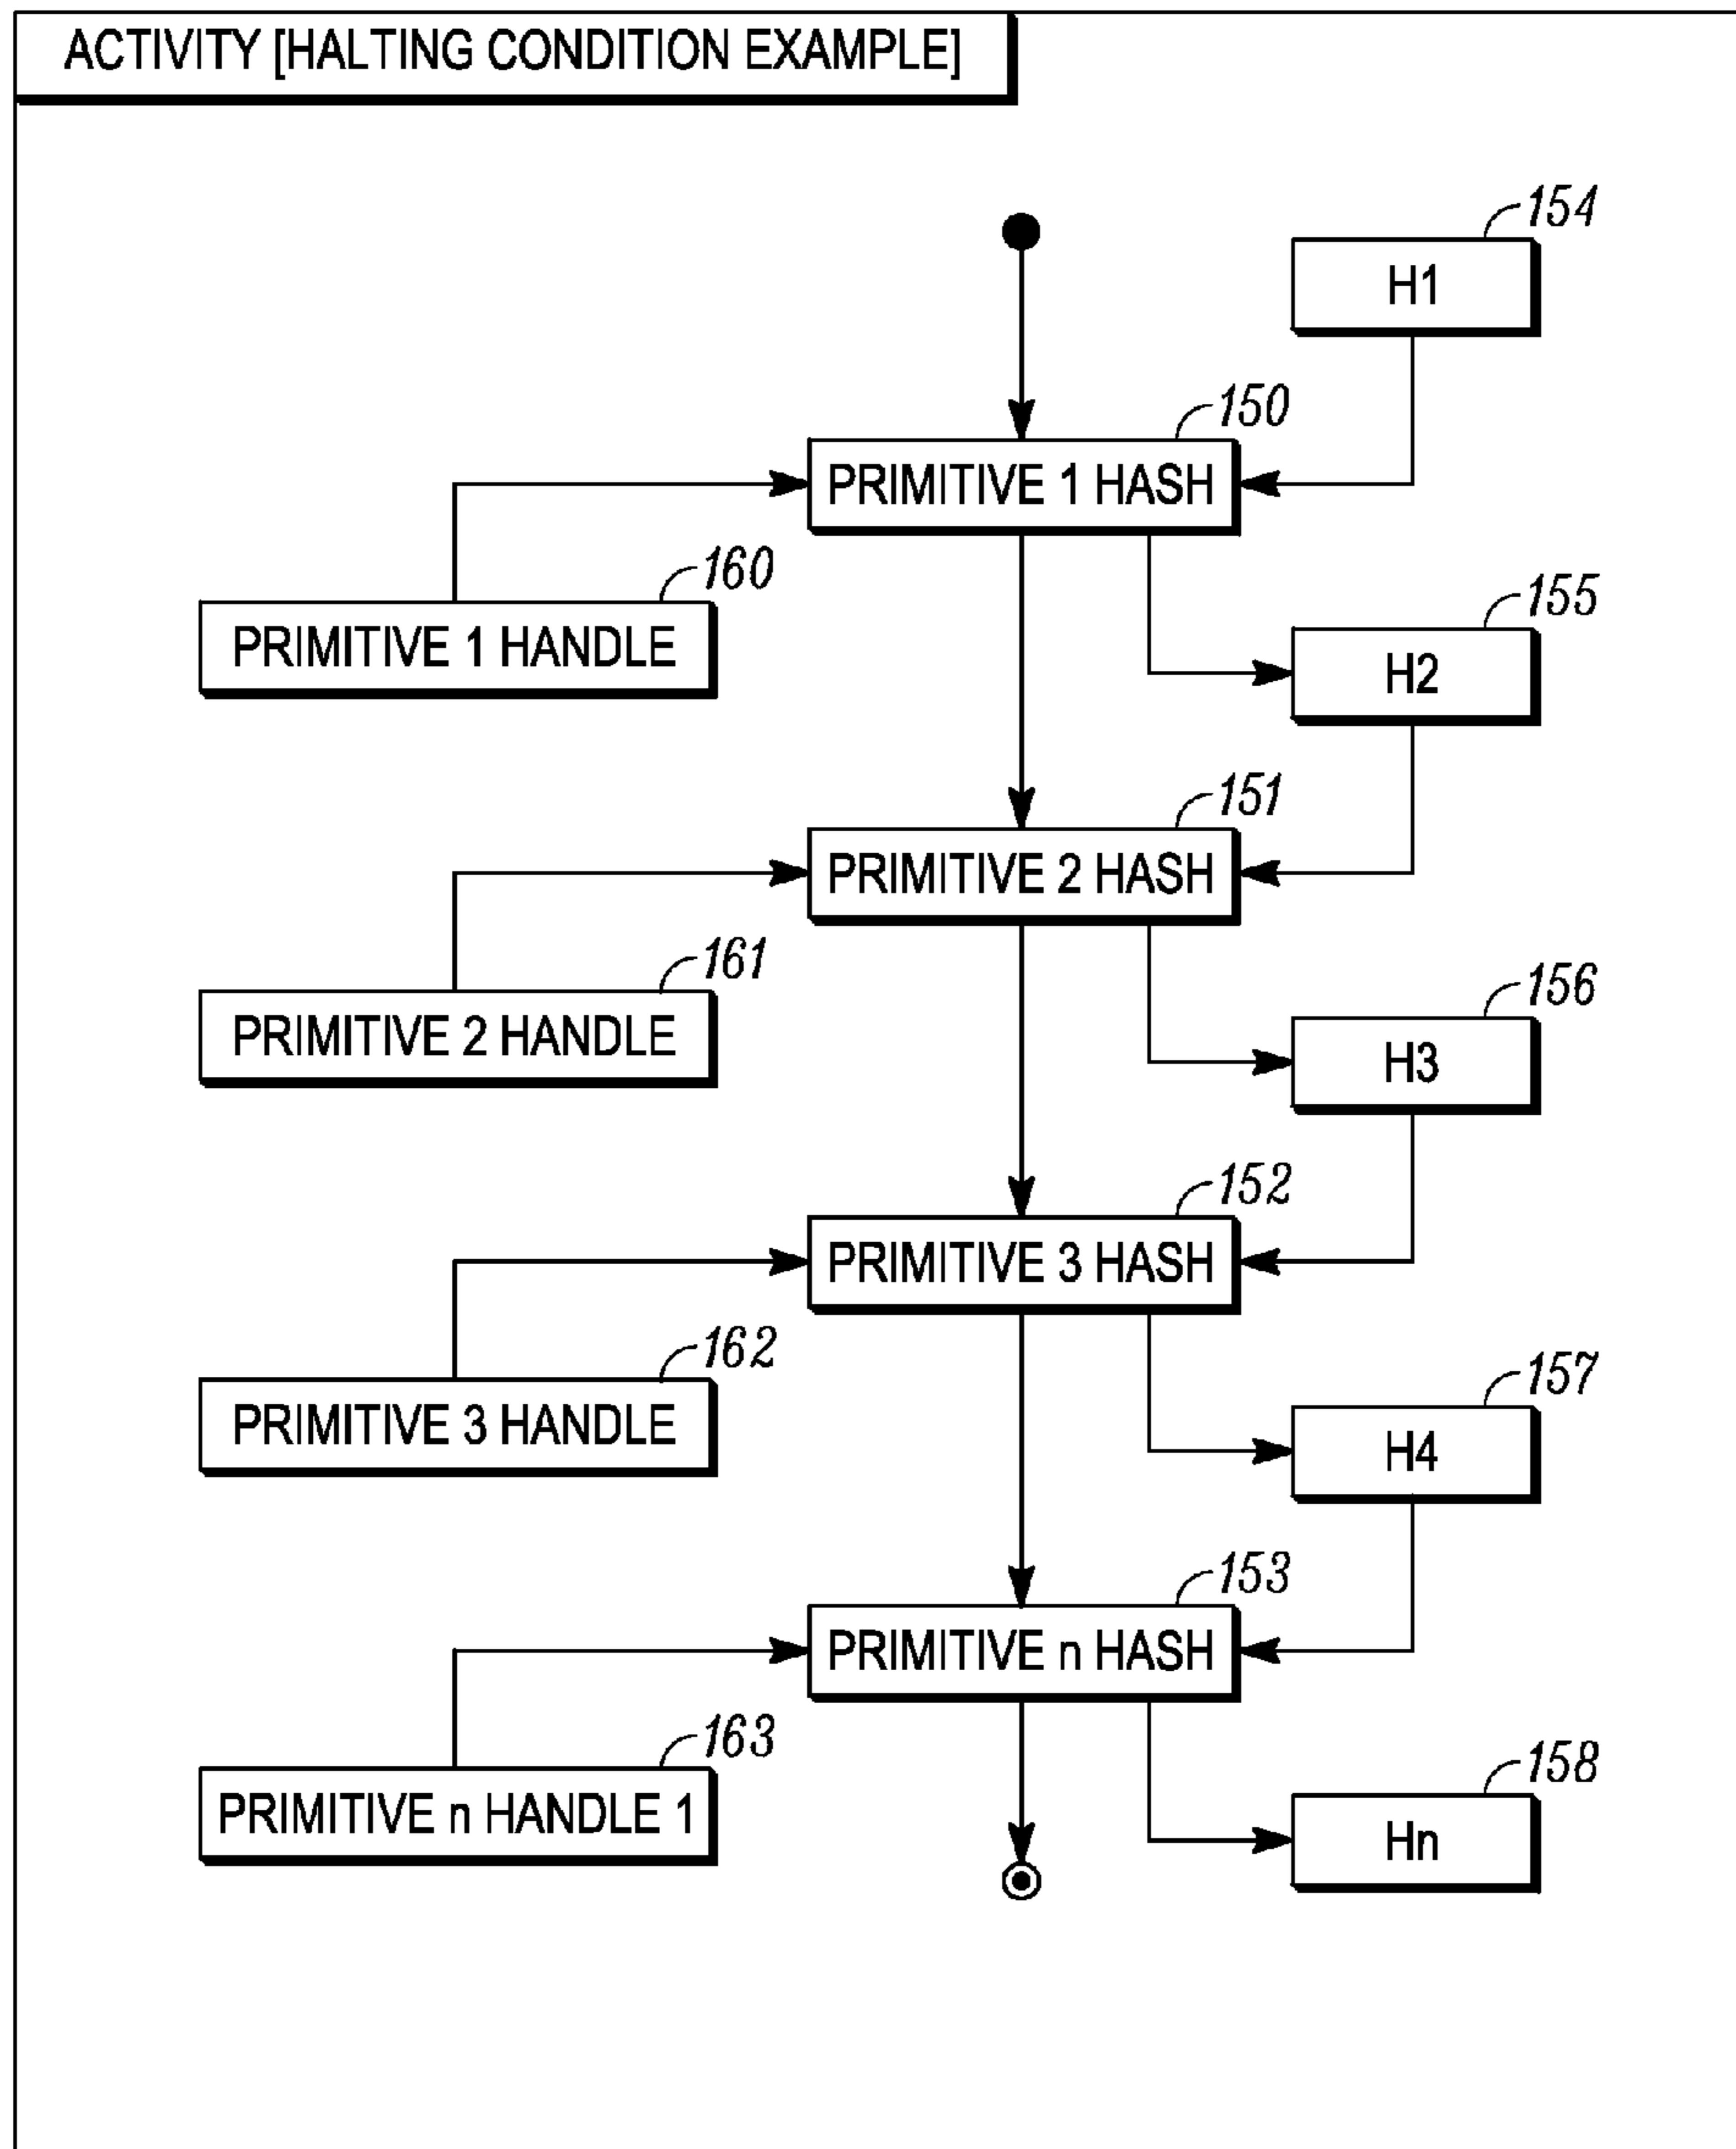 ACTIVITY [HALTING CONDITION EXAMPLE]
154
H1
150
PRIMITIVE 1 HASH
160
PRIMITIVE 1 HANDLE
155
H2
151
PRIMITIVE 2 HASH
161
PRIMITIVE 2 HANDLE
156
H3
152
PRIMITIVE 3 HASH
162
PRIMITIVE 3 HANDLE
157
H4
153
PRIMITIVE n HASH
163
PRIMITIVE n HANDLE 1
158
Hn